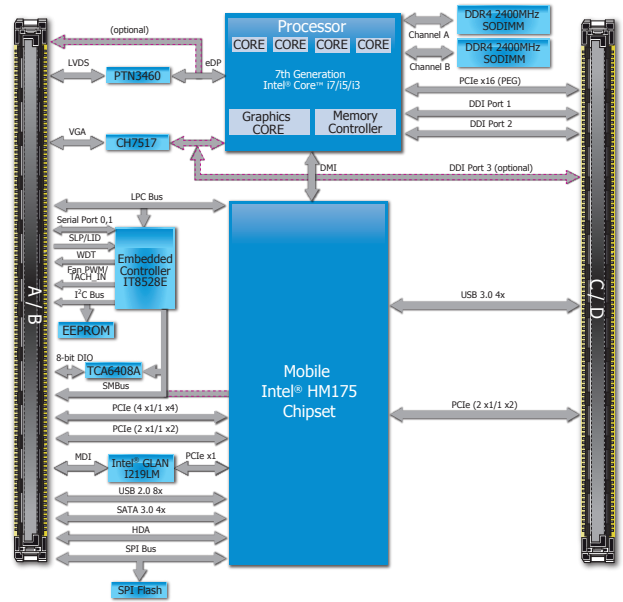 (optional)
Processor
CORE CORE CORE CORE
7th Generation
Intel® Core™ i7/i5/i3
Graphics
CORE
Memory
Controller
Channel A
DDR4 2400MHz
SODIMM
Channel B
DDR4 2400MHz
SODIMM
LVDS
PTN3460
eDP
PCIe x16 (PEG)
DDI Port 1
DDI Port 2
VGA
CH7517
DMI
DDI Port 3 (optional)
LPC Bus
Serial Port 0,1
SLP/LID
WDT
Fan PWM/
TACH_IN
I²C Bus
Embedded
Controller
IT8528E
EEPROM
A / B
C / D
8-bit DIO
TCA6408A
SMBus
Mobile
Intel® HM175
Chipset
USB 3.0 4x
PCIe (2 x1/1 x2)
PCIe (4 x1/1 x4)
PCIe (2 x1/1 x2)
MDI
Intel® GLAN
I219LM
PCIe x1
USB 2.0 8x
SATA 3.0 4x
HDA
SPI Bus
SPI Flash